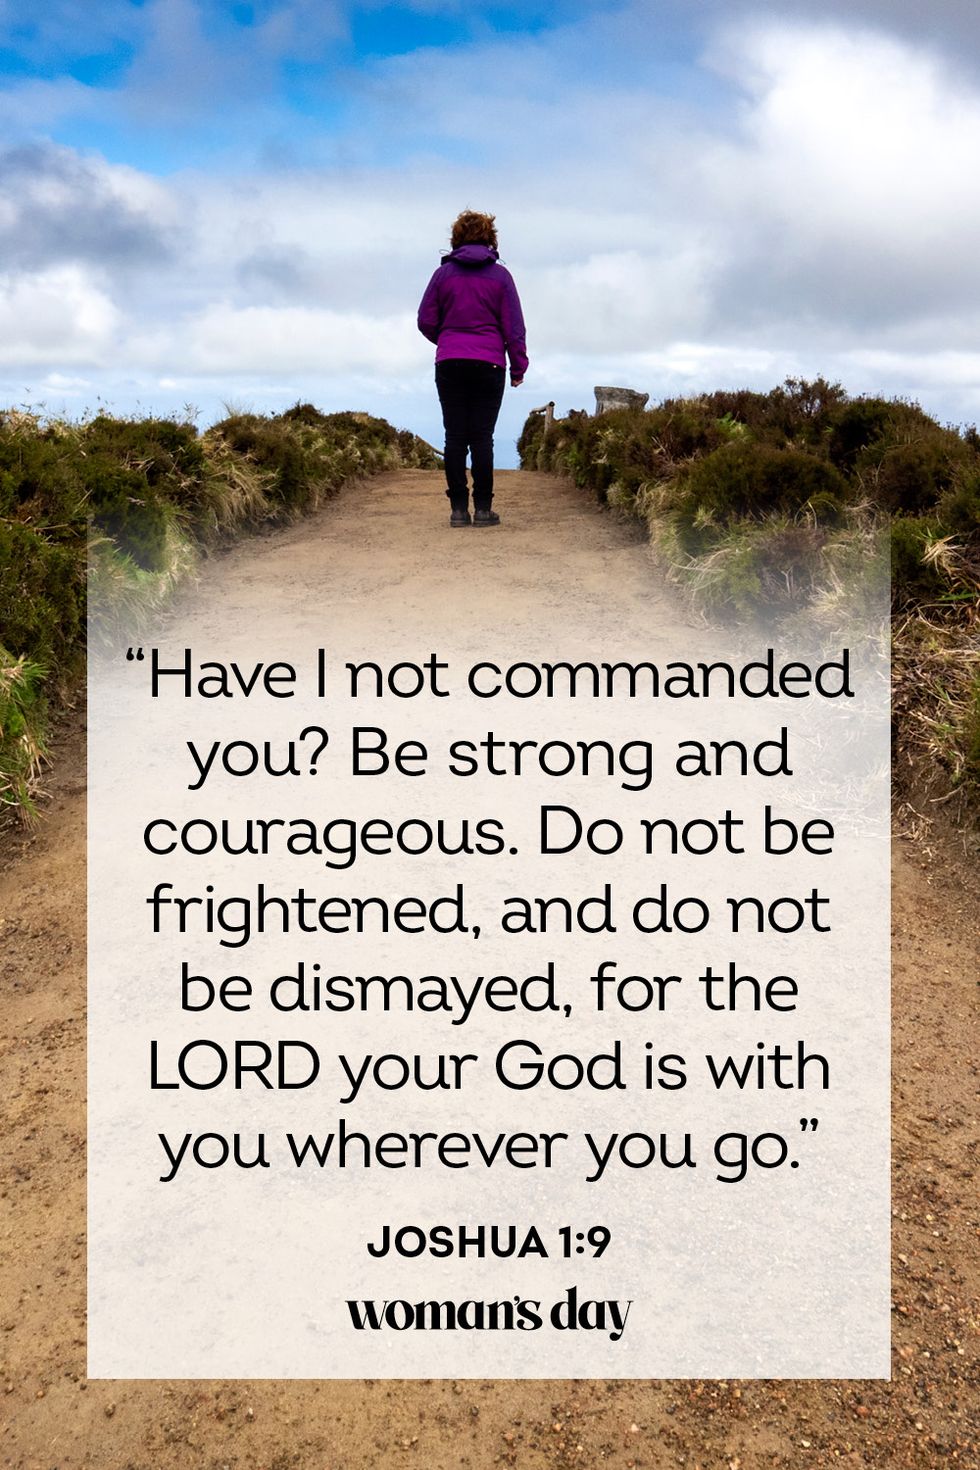 “Have I not commanded
you? Be strong and
courageous. Do not be
frightened, and do not
be dismayed, for the
LORD your God is with
you wherever you go.”
JOSHUA 1:9
woman's day